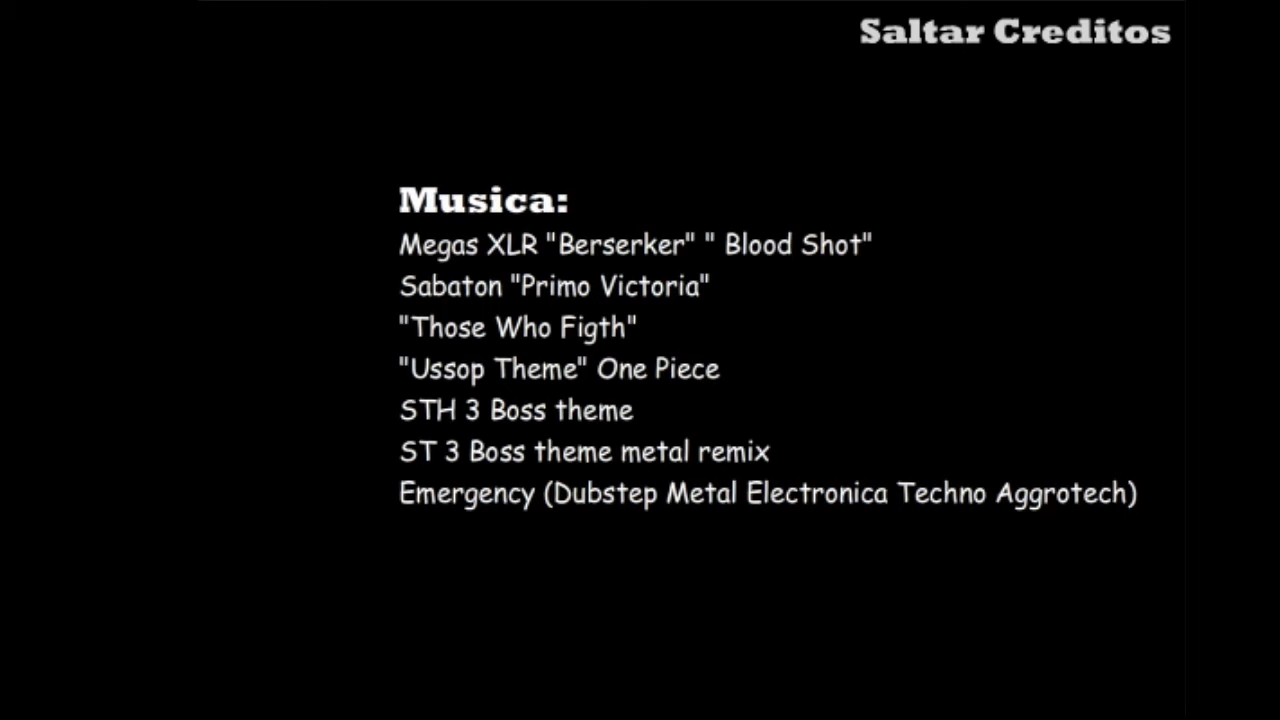 Saltar Creditos
Musica:
Megas XLR "Berserker" " Blood Shot"
Sabaton "Primo Victoria"
"Those Who Figth"
"Ussop Theme" One Piece
STH 3 Boss theme
ST 3 Boss theme metal remix
Emergency (Dubstep Metal Electronica Techno Aggrotech)